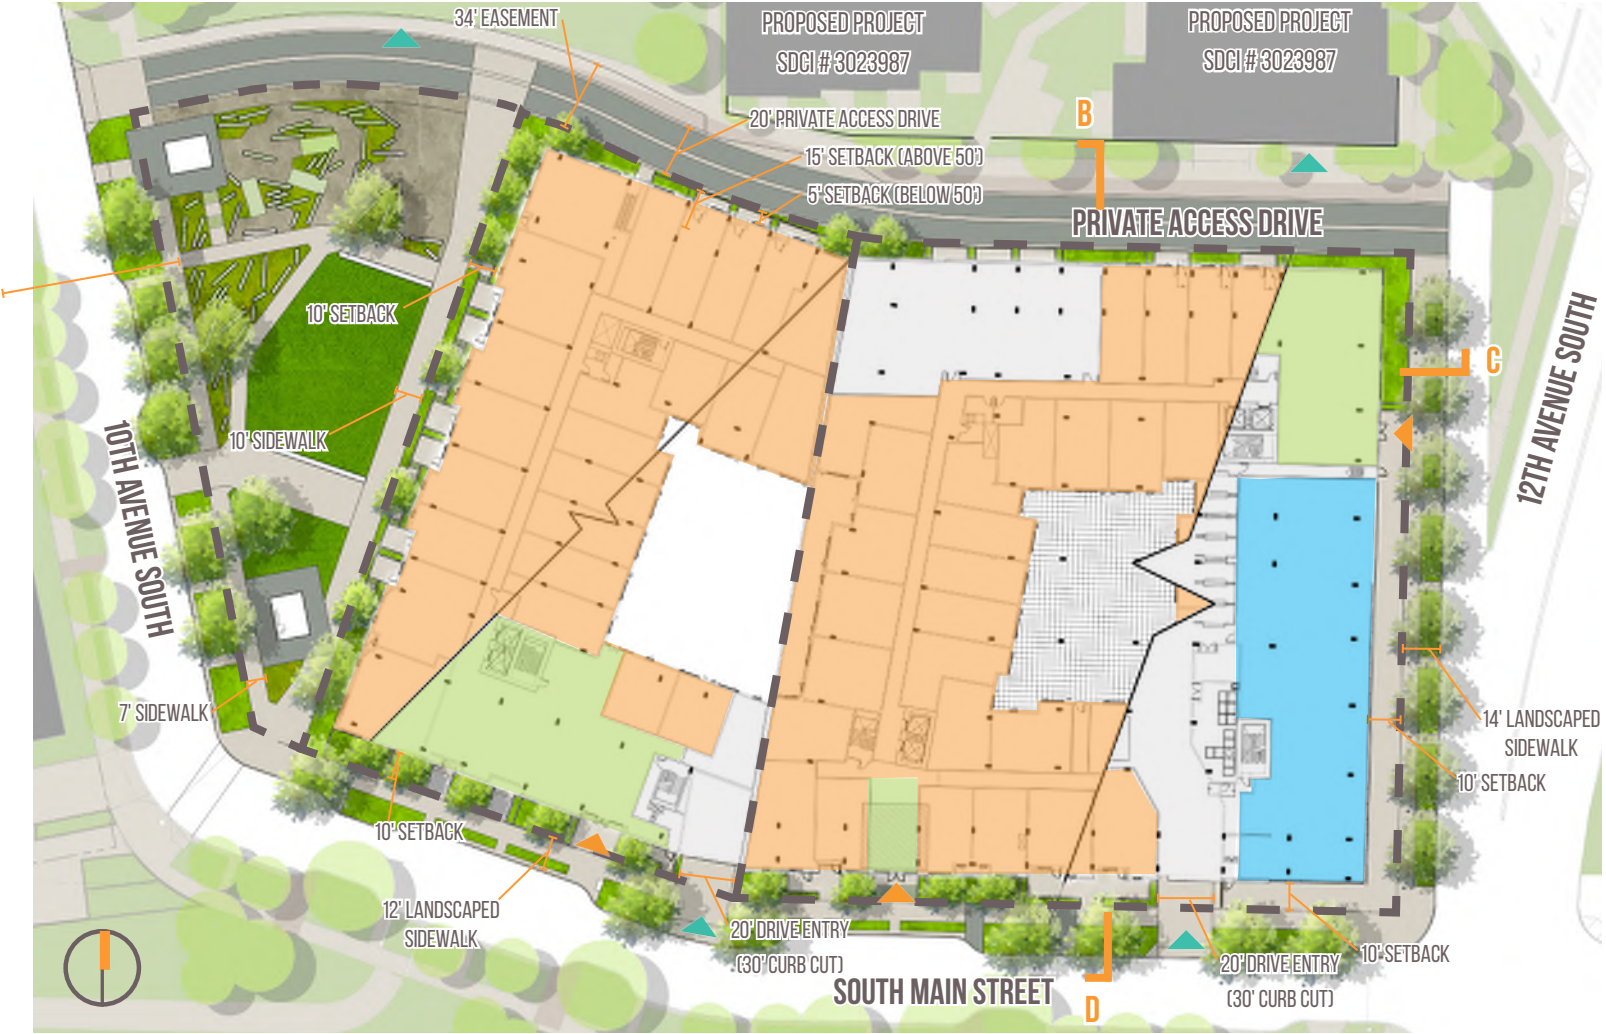 34' EASEMENT
PROPOSED PROJECT
SDCI # 3023987
PROPOSED PROJECT
SDCI # 3023987
B
20' PRIVATE ACCESS DRIVE
15' SETBACK (ABOVE 50')
5' SETBACK (BELOW 50')
PRIVATE ACCESS DRIVE
10' SETBACK
C
12TH AVENUE SOUTH
10' SIDEWALK
10TH AVENUE SOUTH
7' SIDEWALK
14' LANDSCAPED
SIDEWALK
10' SETBACK
10' SETBACK
12' LANDSCAPED
SIDEWALK
20' DRIVE ENTRY
(30' CURB CUT)
SOUTH MAIN STREET
D
20' DRIVE ENTRY
(30' CURB CUT)
10' SETBACK